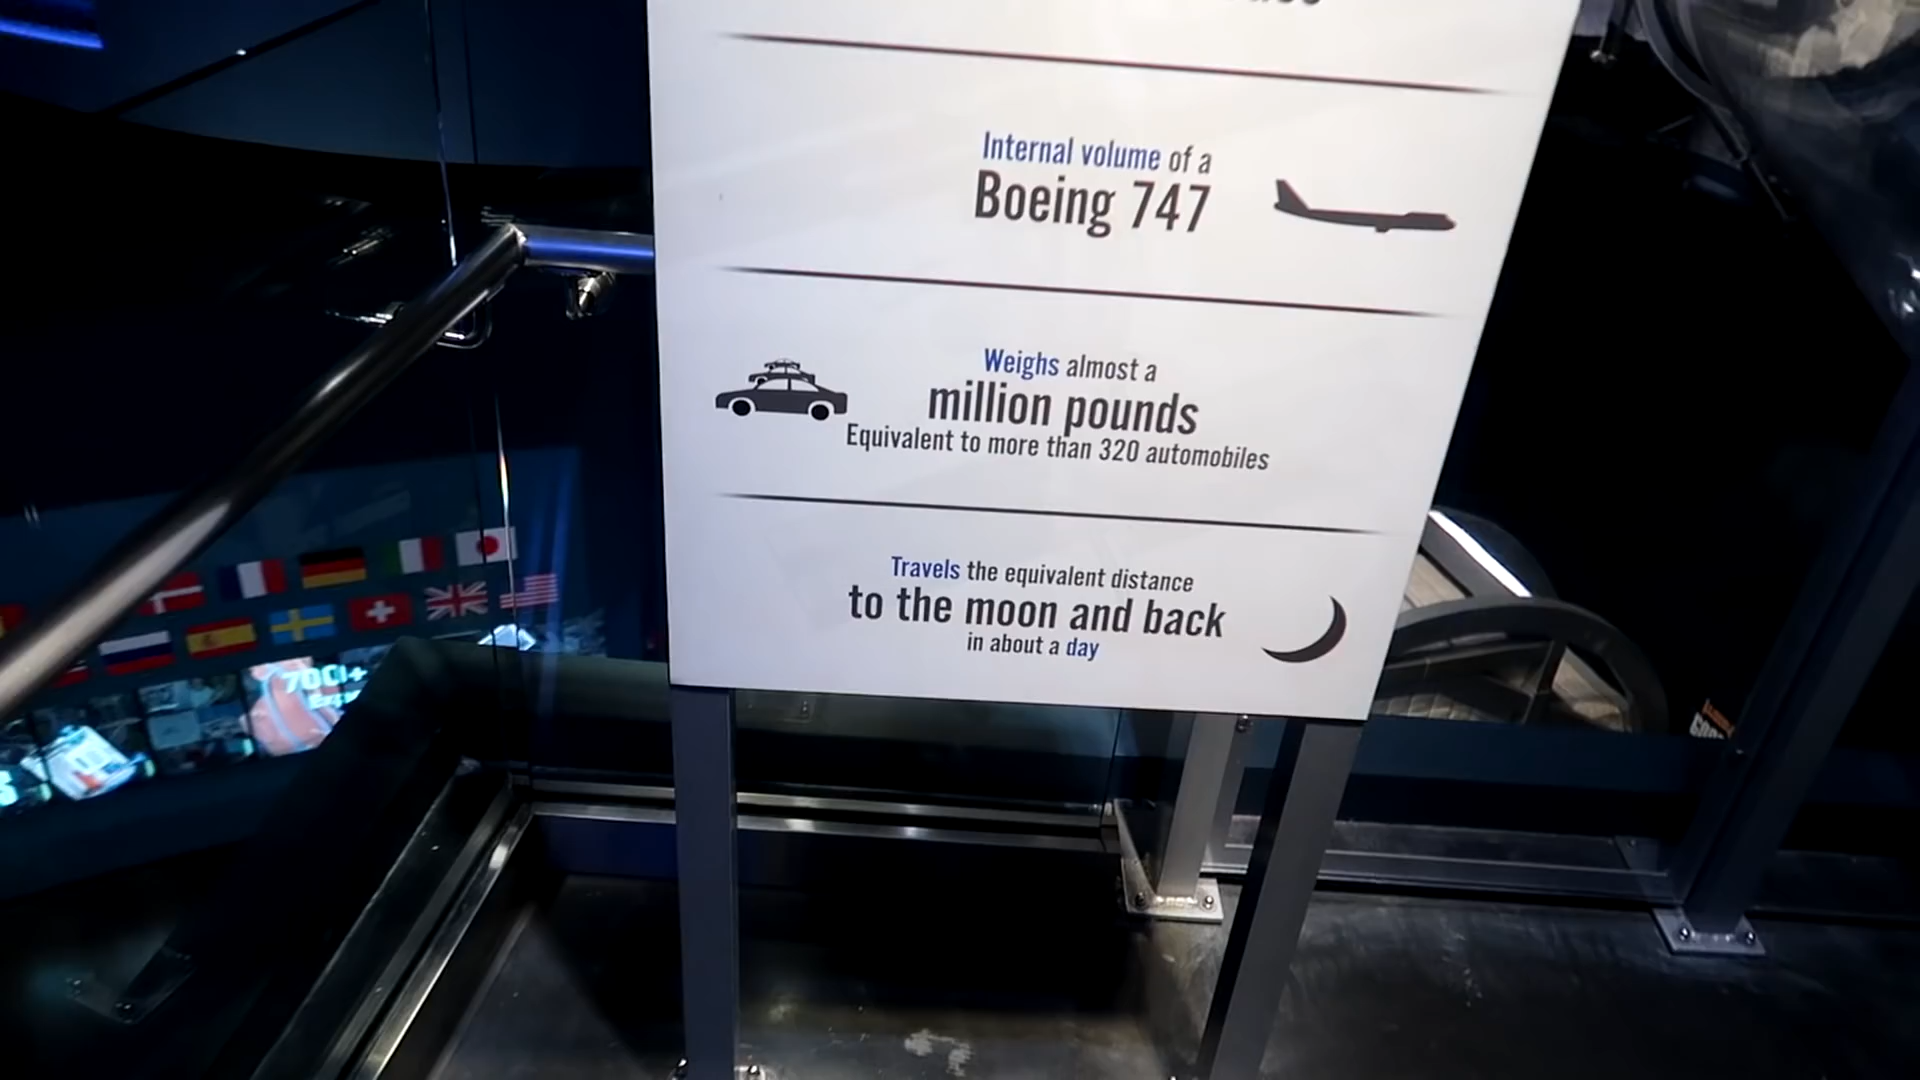 Internal volume of a
Boeing 747
Weighs almost a
million pounds
Equivalent to more than 320 automobiles
Travels the equivalent distance
to the moon and back
in about a day